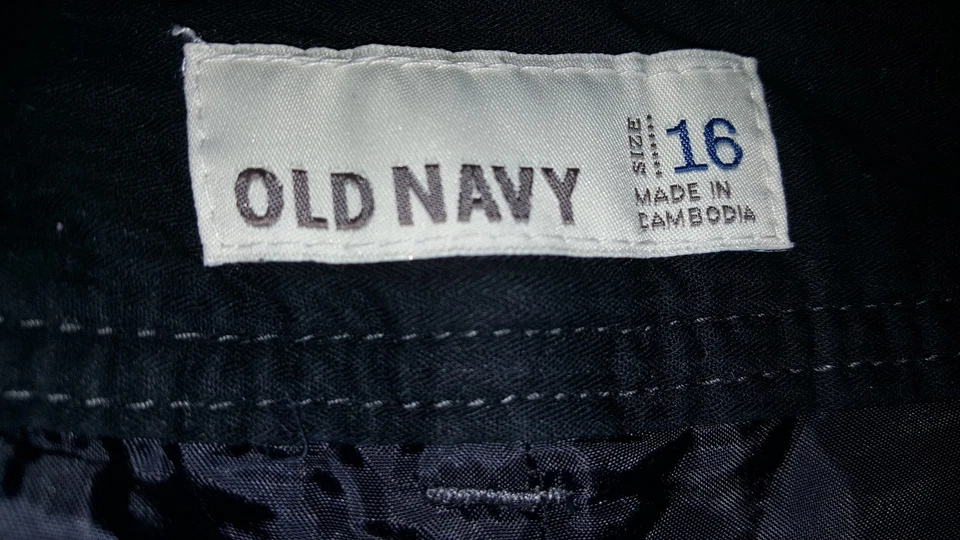 OLD NAVY
SIZE 16
MADE IN
CAMBODIA